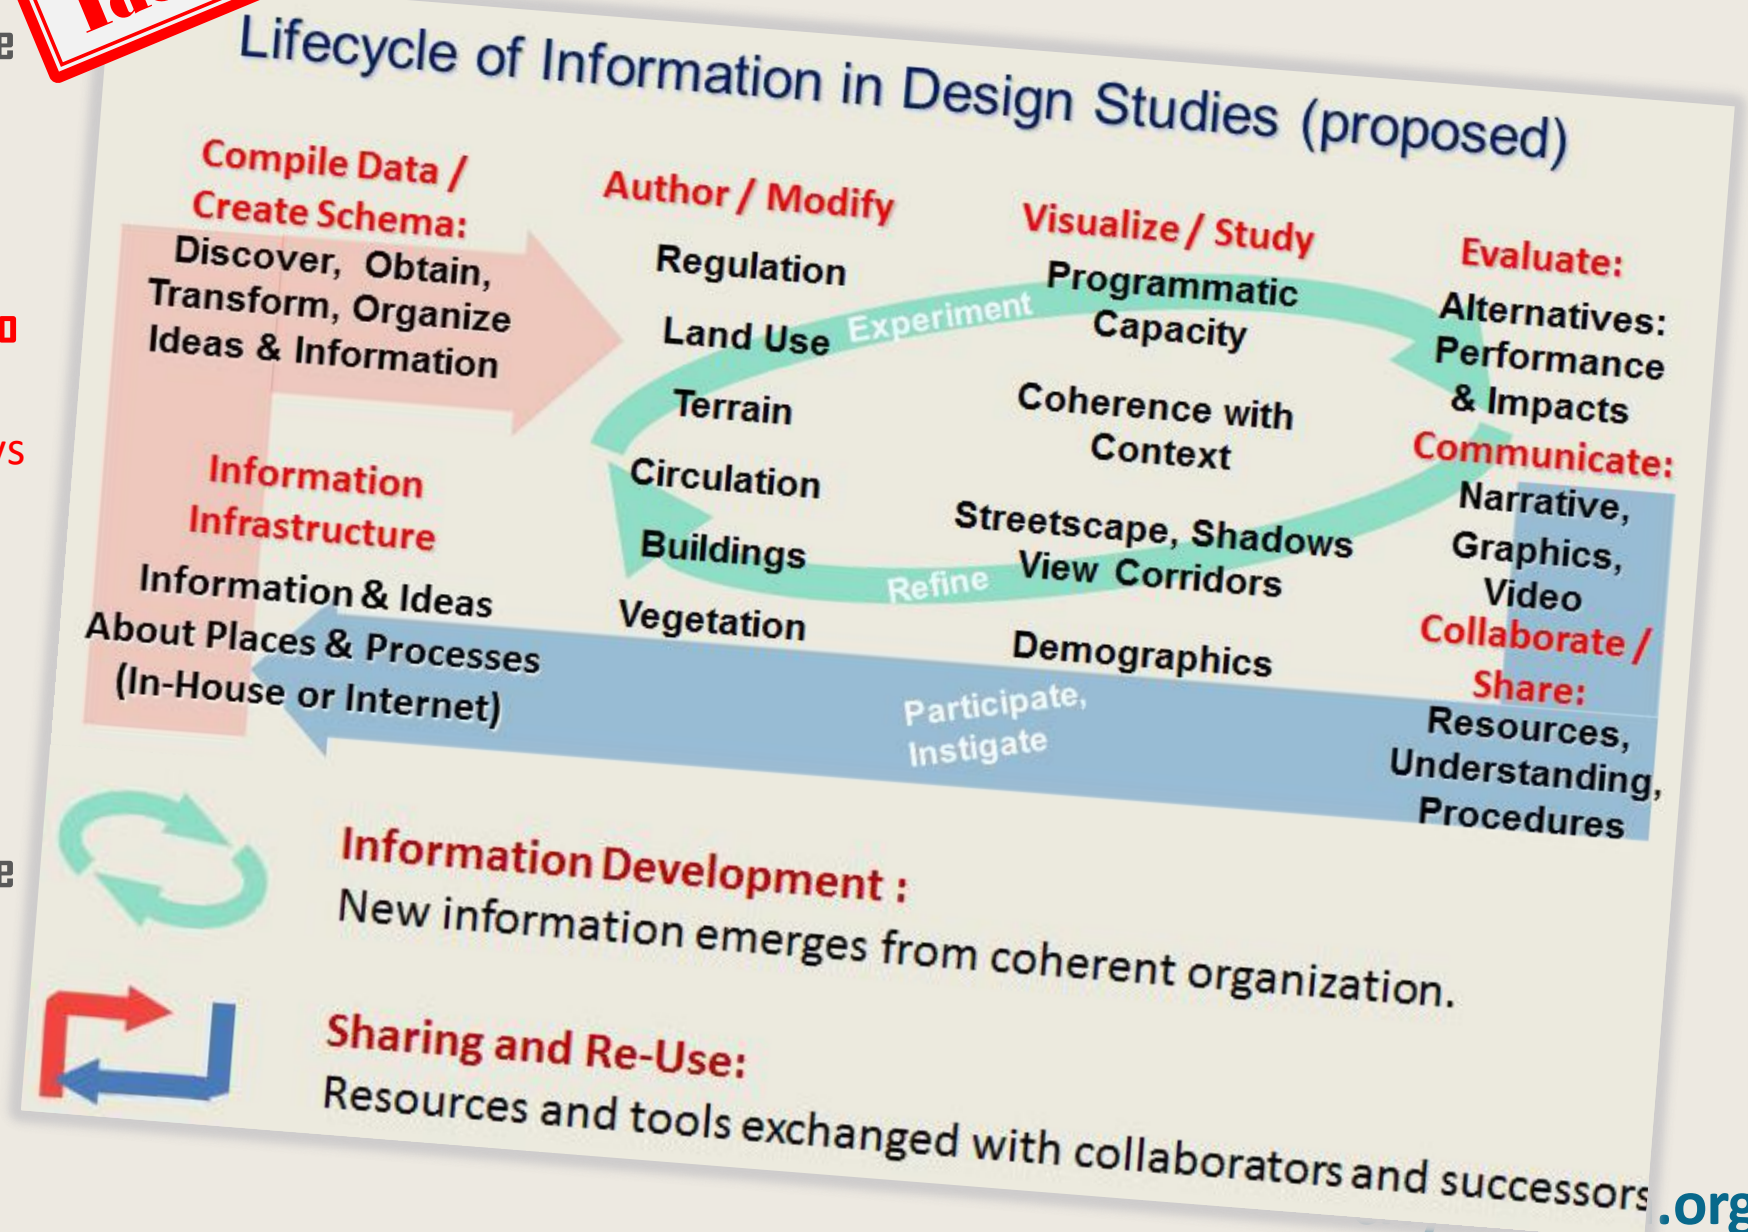 Lifecycle of Information in Design Studies (proposed)
Compile Data /
Create Schema:
Discover, Obtain,
Transform, Organize
Ideas & Information
Information
Infrastructure
Information & Ideas
About Places & Processes
(In-House or Internet)
Author / Modify
Regulation
Land Use
Terrain
Circulation
Buildings
Vegetation
Experiment
Refine
Visualize / Study
Programmatic
Capacity
Coherence with
Context
Streetscape, Shadows
View Corridors
Demographics
Participate,
Instigate
Evaluate:
Alternatives:
Performance
& Impacts
Communicate:
Narrative,
Graphics,
Video
Collaborate /
Share:
Resources,
Understanding,
Procedures
Information Development :
New information emerges from coherent organization.
Sharing and Re-Use:
Resources and tools exchanged with collaborators and successors
.org